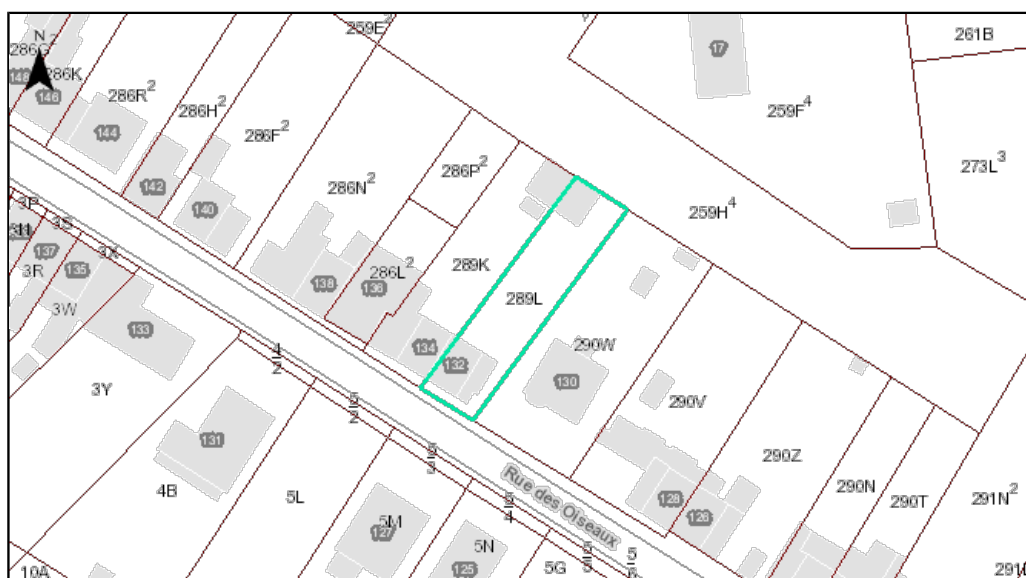 259E²
261B
17
N
286G²
286K
148
146
286R²
144
286H²
286F²
259F⁴
273L³
142
140
286N²
286P²
259H⁴
3P
3S
3X
137
135
3R
3W
133
138
286L²
136
289K
289L
134
132
290W
130
4
2
3Y
5
2
290V
131
290Z
4B
5L
5
3
Rue des Oiseaux
290N
290T
291N²
128
126
5
4
5M
127
5N
125
5G
10A